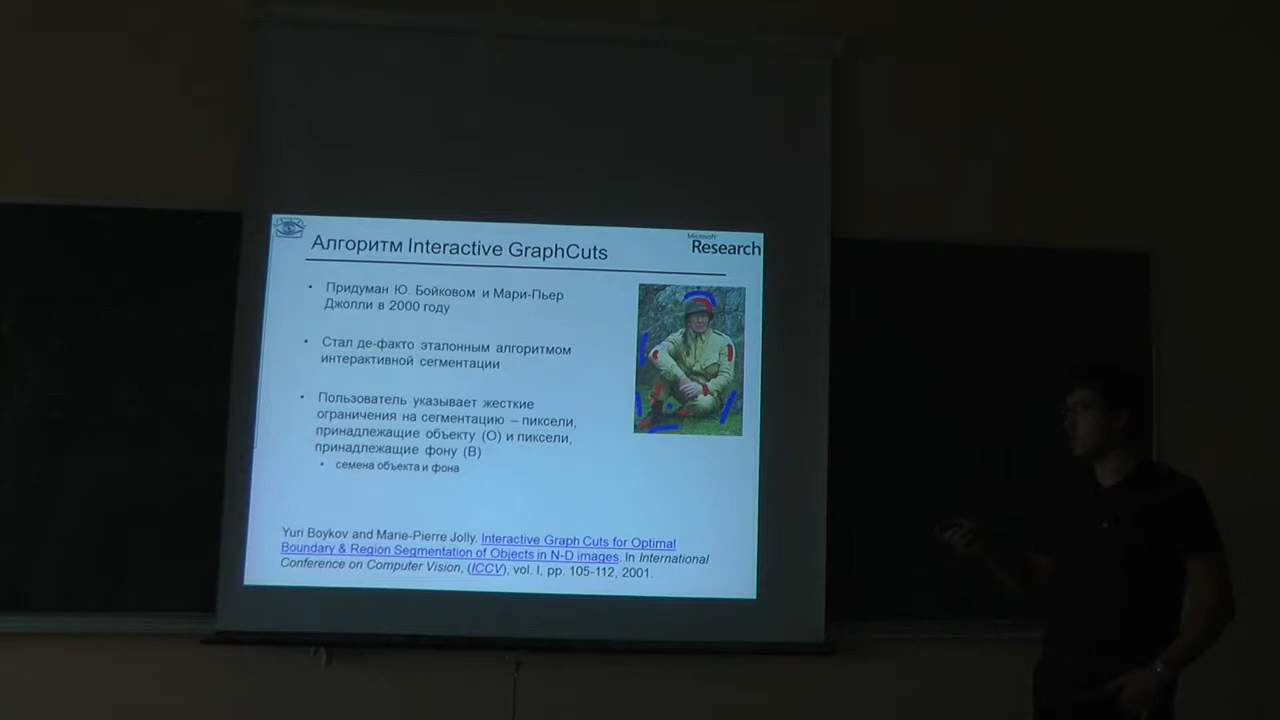 Алгоритм Interactive GraphCuts
Microsoft
Research
Придуман Ю. Бойковом и Мари-Пьер
Джолли в 2000 году
Стал де-факто эталонным алгоритмом
интерактивной сегментации
Пользователь указывает жесткие
ограничения на сегментацию – пиксели,
принадлежащие объекту (О) и пиксели,
принадлежащие фону (В)
семена объекта и фона
Yuri Boykov and Marie-Pierre Jolly. Interactive Graph Cuts for Optimal
Boundary & Region Segmentation of Objects in N-D images. In International
Conference on Computer Vision, (ICCV), vol. I, pp. 105-112, 2001.